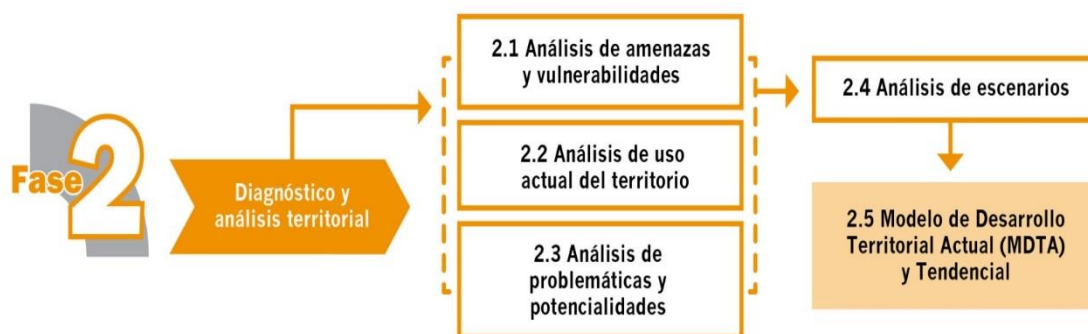 Fase 2
Diagnóstico y
análisis territorial
2.1 Análisis de amenazas
y vulnerabilidades
2.2 Análisis de uso
actual del territorio
2.3 Análisis de
problemáticas y
potencialidades
2.4 Análisis de escenarios
2.5 Modelo de Desarrollo
Territorial Actual (MDTA)
y Tendencial